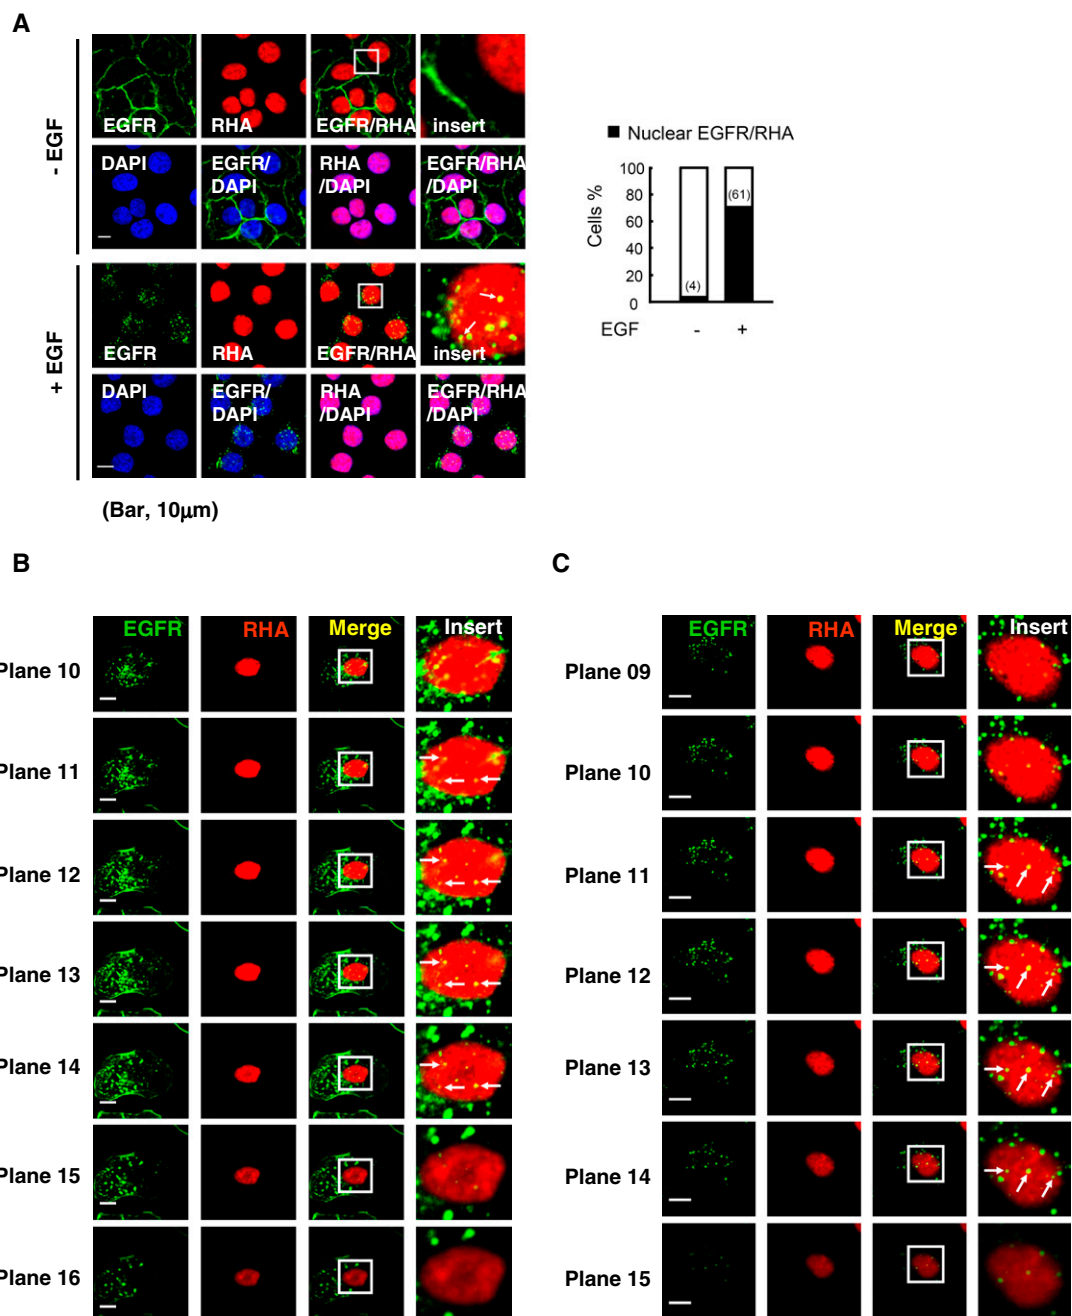 A
- EGF
EGFR
RHA
EGFR/RHA
insert
DAPI
EGFR/
DAPI
RHA
/DAPI
EGFR/RHA
/DAPI
+ EGF
EGFR
RHA
EGFR/RHA
insert
DAPI
EGFR/
DAPI
RHA
/DAPI
EGFR/RHA
/DAPI
(Bar, 10μm)
Nuclear EGFR/RHA
Cells %
100
80
60
40
20
0
(4)
(61)
EGF - +
B
EGFR RHA Merge Insert
Plane 10
Plane 11
Plane 12
Plane 13
Plane 14
Plane 15
Plane 16
C
EGFR RHA Merge Insert
Plane 09
Plane 10
Plane 11
Plane 12
Plane 13
Plane 14
Plane 15